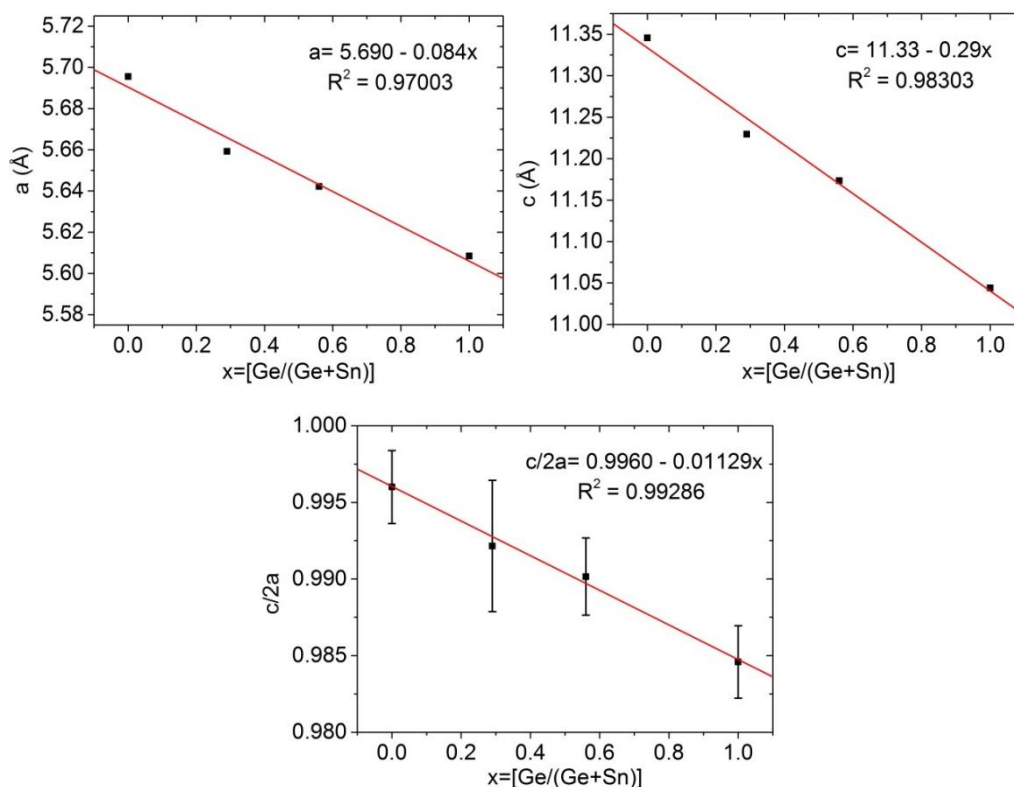 5.72
5.70
5.68
5.66
5.64
5.62
5.60
5.58
a (Å)
a= 5.690 - 0.084x
R² = 0.97003
0.0 0.2 0.4 0.6 0.8 1.0
x=[Ge/(Ge+Sn)]
11.35
11.30
11.25
11.20
11.15
11.10
11.05
11.00
c (Å)
c= 11.33 - 0.29x
R² = 0.98303
0.0 0.2 0.4 0.6 0.8 1.0
x=[Ge/(Ge+Sn)]
1.000
0.995
0.990
0.985
0.980
c/2a
c/2a= 0.9960 - 0.01129x
R² = 0.99286
0.0 0.2 0.4 0.6 0.8 1.0
x=[Ge/(Ge+Sn)]